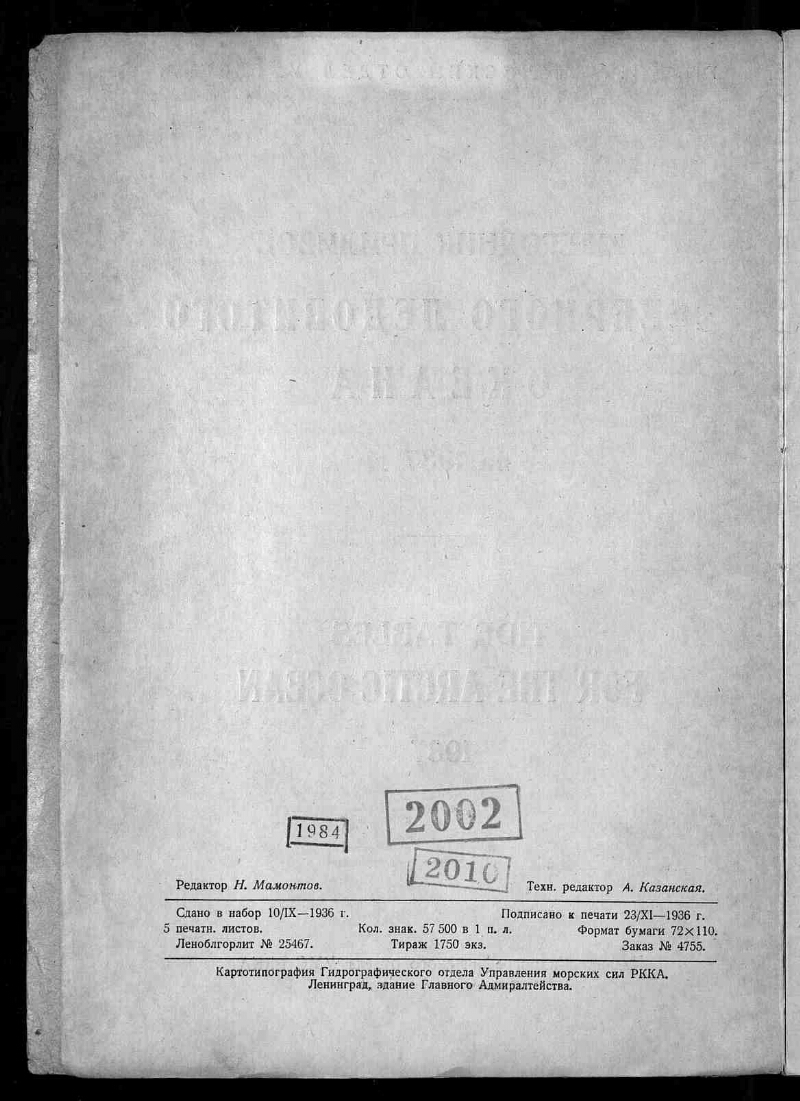 1984
2002
2010
Редактор Н. Мамонтов.
Техн. редактор А. Казанская.
Сдано в набор 10/IX—1936 г. Подписано к печати 23/XI—1936 г.
5 печатн. листов. Кол. знак. 57 500 в 1 п. л. Формат бумаги 72×110.
Леноблгорлит № 25467. Тираж 1750 экз. Заказ № 4755.
Картотипография Гидрографического отдела Управления морских сил РККА.
Ленинград, здание Главного Адмиралтейства.